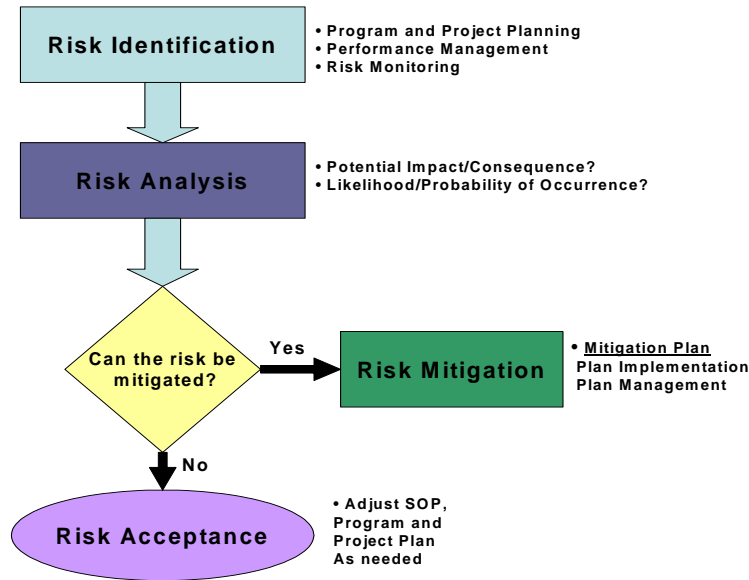 Risk Identification
• Program and Project Planning
• Performance Management
• Risk Monitoring
Risk Analysis
• Potential Impact/Consequence?
• Likelihood/Probability of Occurrence?
Can the risk be
mitigated?
Yes
Risk Mitigation
• Mitigation Plan
Plan Implementation
Plan Management
No
Risk Acceptance
• Adjust SOP,
Program and
Project Plan
As needed